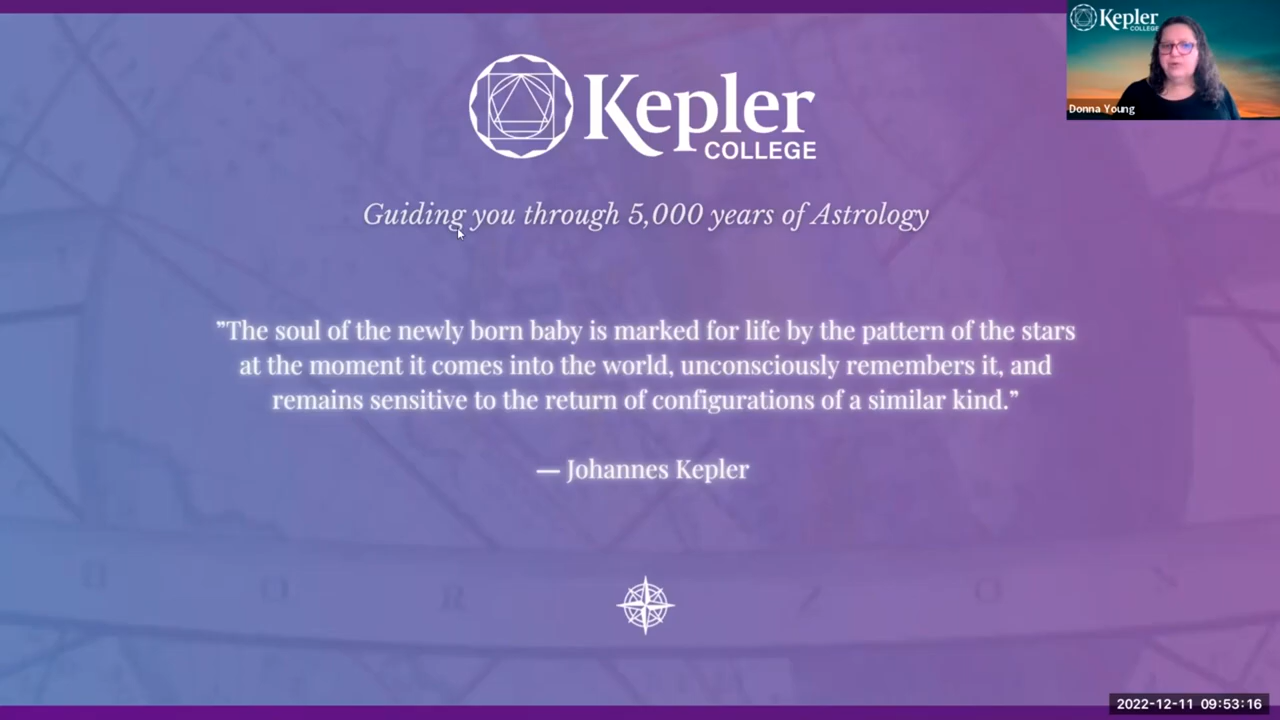 Kepler
COLLEGE
Donna Young
Kepler
COLLEGE
Guiding you through 5,000 years of Astrology
”The soul of the newly born baby is marked for life by the pattern of the stars
at the moment it comes into the world, unconsciously remembers it, and
remains sensitive to the return of configurations of a similar kind.”
— Johannes Kepler
H O R Z O N
2022-12-11 09:53:16